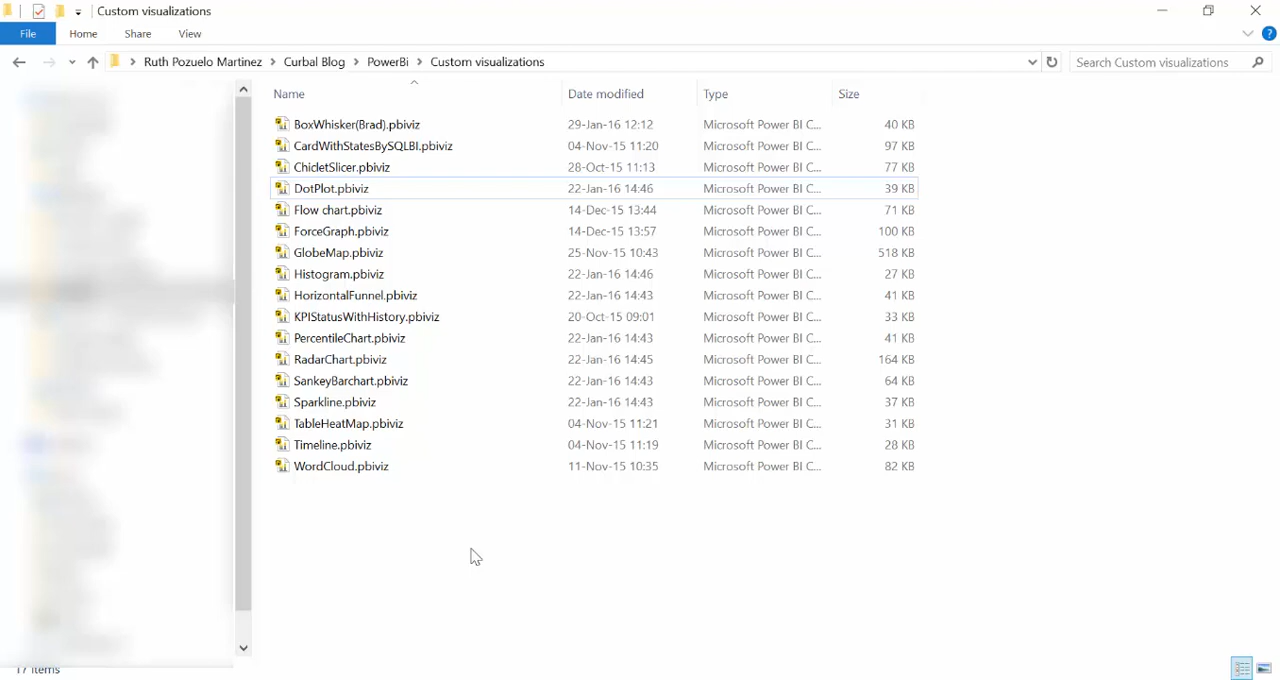 Custom visualizations
File Home Share View
Ruth Pozuelo Martinez Curbal Blog PowerBi Custom visualizations Search Custom visualizations
Name Date modified Type Size
BoxWhisker(Brad).pbiviz 29-Jan-16 12:12 Microsoft Power BI C... 40 KB
CardWithStatesBySQLBI.pbiviz 04-Nov-15 11:20 Microsoft Power BI C... 97 KB
ChicletSlicer.pbiviz 28-Oct-15 11:13 Microsoft Power BI C... 77 KB
DotPlot.pbiviz 22-Jan-16 14:46 Microsoft Power BI C... 39 KB
Flow chart.pbiviz 14-Dec-15 13:44 Microsoft Power BI C... 71 KB
ForceGraph.pbiviz 14-Dec-15 13:57 Microsoft Power BI C... 100 KB
GlobeMap.pbiviz 25-Nov-15 10:43 Microsoft Power BI C... 518 KB
Histogram.pbiviz 22-Jan-16 14:46 Microsoft Power BI C... 27 KB
HorizontalFunnel.pbiviz 22-Jan-16 14:43 Microsoft Power BI C... 41 KB
KPIStatusWithHistory.pbiviz 20-Oct-15 09:01 Microsoft Power BI C... 33 KB
PercentileChart.pbiviz 22-Jan-16 14:43 Microsoft Power BI C... 41 KB
RadarChart.pbiviz 22-Jan-16 14:45 Microsoft Power BI C... 164 KB
SankeyBarchart.pbiviz 22-Jan-16 14:43 Microsoft Power BI C... 64 KB
Sparkline.pbiviz 22-Jan-16 14:43 Microsoft Power BI C... 37 KB
TableHeatMap.pbiviz 04-Nov-15 11:21 Microsoft Power BI C... 31 KB
Timeline.pbiviz 04-Nov-15 11:19 Microsoft Power BI C... 28 KB
WordCloud.pbiviz 11-Nov-15 10:35 Microsoft Power BI C... 82 KB
17 items